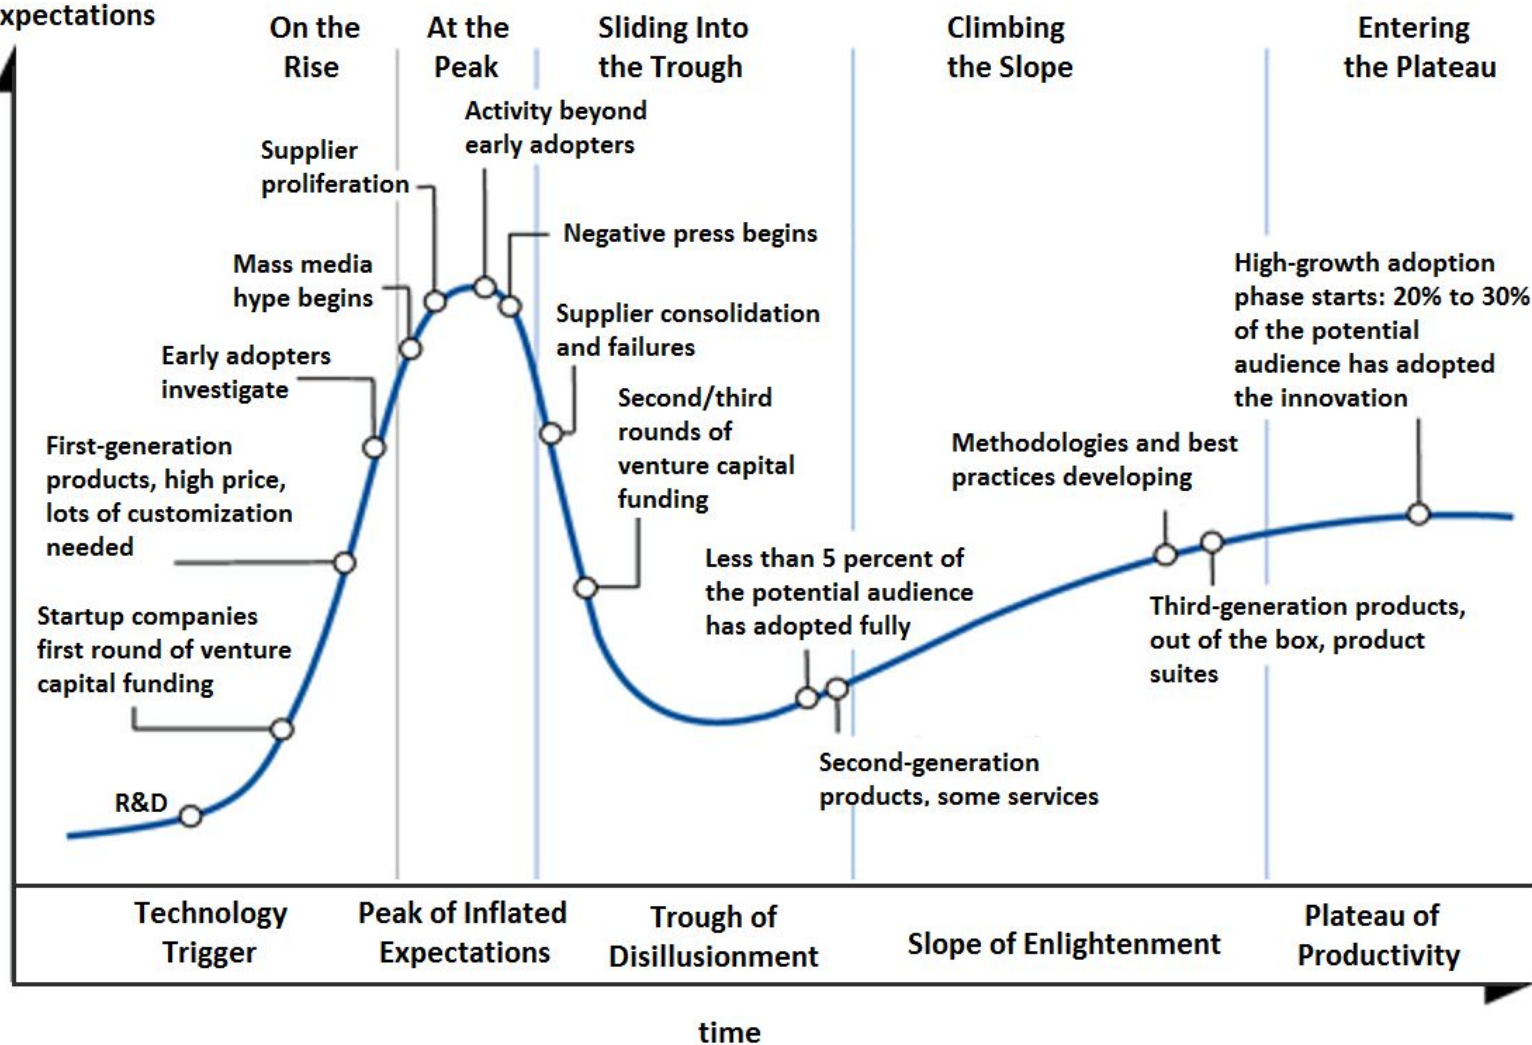 xpectations
On the
Rise
At the
Peak
Sliding Into
the Trough
Climbing
the Slope
Entering
the Plateau
Activity beyond
early adopters
Supplier
proliferation
Negative press begins
Mass media
hype begins
High-growth adoption
phase starts: 20% to 30%
of the potential
audience has adopted
the innovation
Supplier consolidation
and failures
Early adopters
investigate
Second/third
rounds of
venture capital
funding
First-generation
products, high price,
lots of customization
needed
Methodologies and best
practices developing
Less than 5 percent of
the potential audience
has adopted fully
Startup companies
first round of venture
capital funding
Third-generation products,
out of the box, product
suites
Second-generation
products, some services
R&D
Technology
Trigger
Peak of Inflated
Expectations
Trough of
Disillusionment
Slope of Enlightenment
Plateau of
Productivity
time